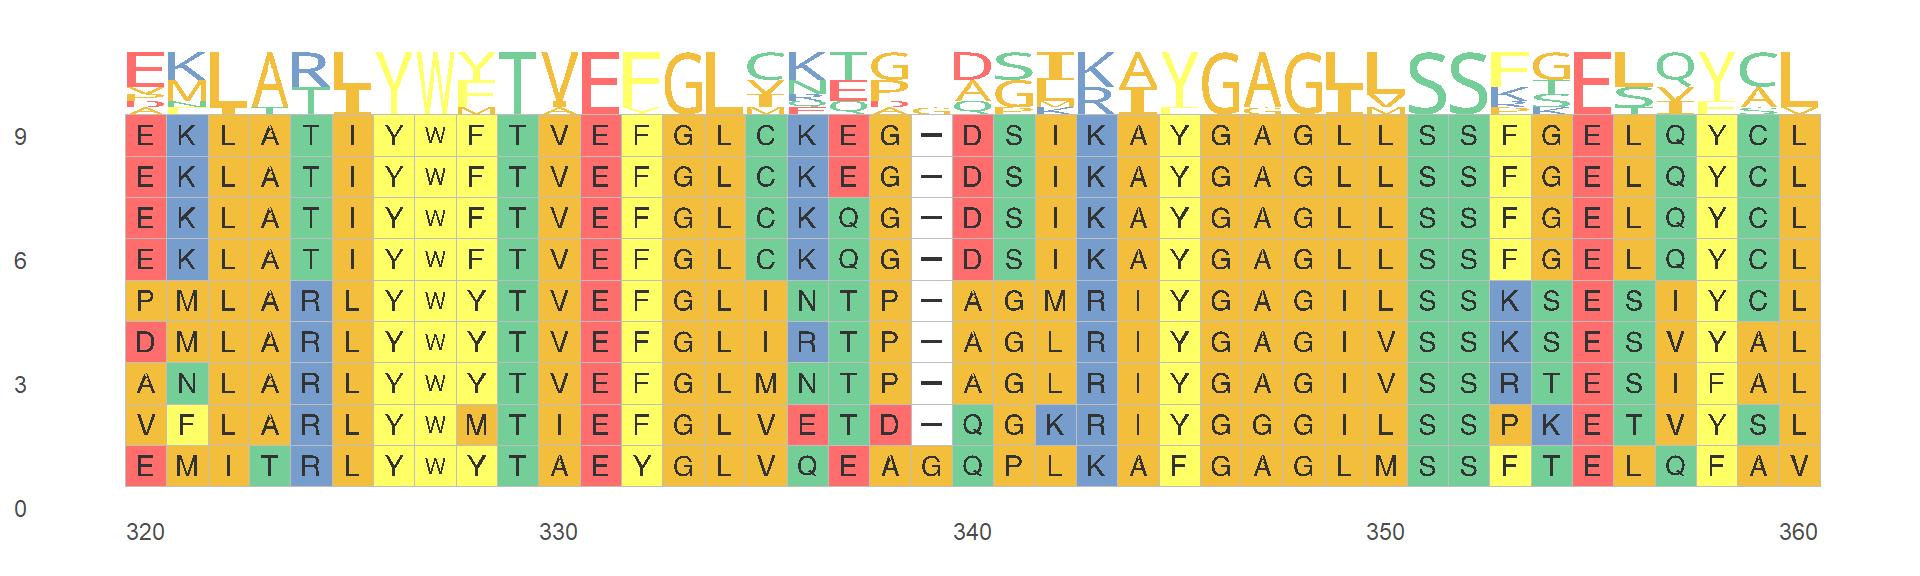 EKLARLYWYTVEFGLCKTG DSIKAYGAGLLSSFGELQYCL
9 E K L A T I Y W F T V E F G L C K E G - D S I K A Y G A G L L S S F G E L Q Y C L
E K L A T I Y W F T V E F G L C K E G - D S I K A Y G A G L L S S F G E L Q Y C L
E K L A T I Y W F T V E F G L C K Q G - D S I K A Y G A G L L S S F G E L Q Y C L
6 E K L A T I Y W F T V E F G L C K Q G - D S I K A Y G A G L L S S F G E L Q Y C L
P M L A R L Y W Y T V E F G L I N T P - A G M R I Y G A G I L S S K S E S I Y C L
D M L A R L Y W Y T V E F G L I R T P - A G L R I Y G A G I V S S K S E S V Y A L
3 A N L A R L Y W Y T V E F G L M N T P - A G L R I Y G A G I V S S R T E S I F A L
V F L A R L Y W M T I E F G L V E T D - Q G K R I Y G G G I L S S P K E T V Y S L
E M I T R L Y W Y T A E Y G L V Q E A G Q P L K A F G A G L M S S F T E L Q F A V
0
320 330 340 350 360